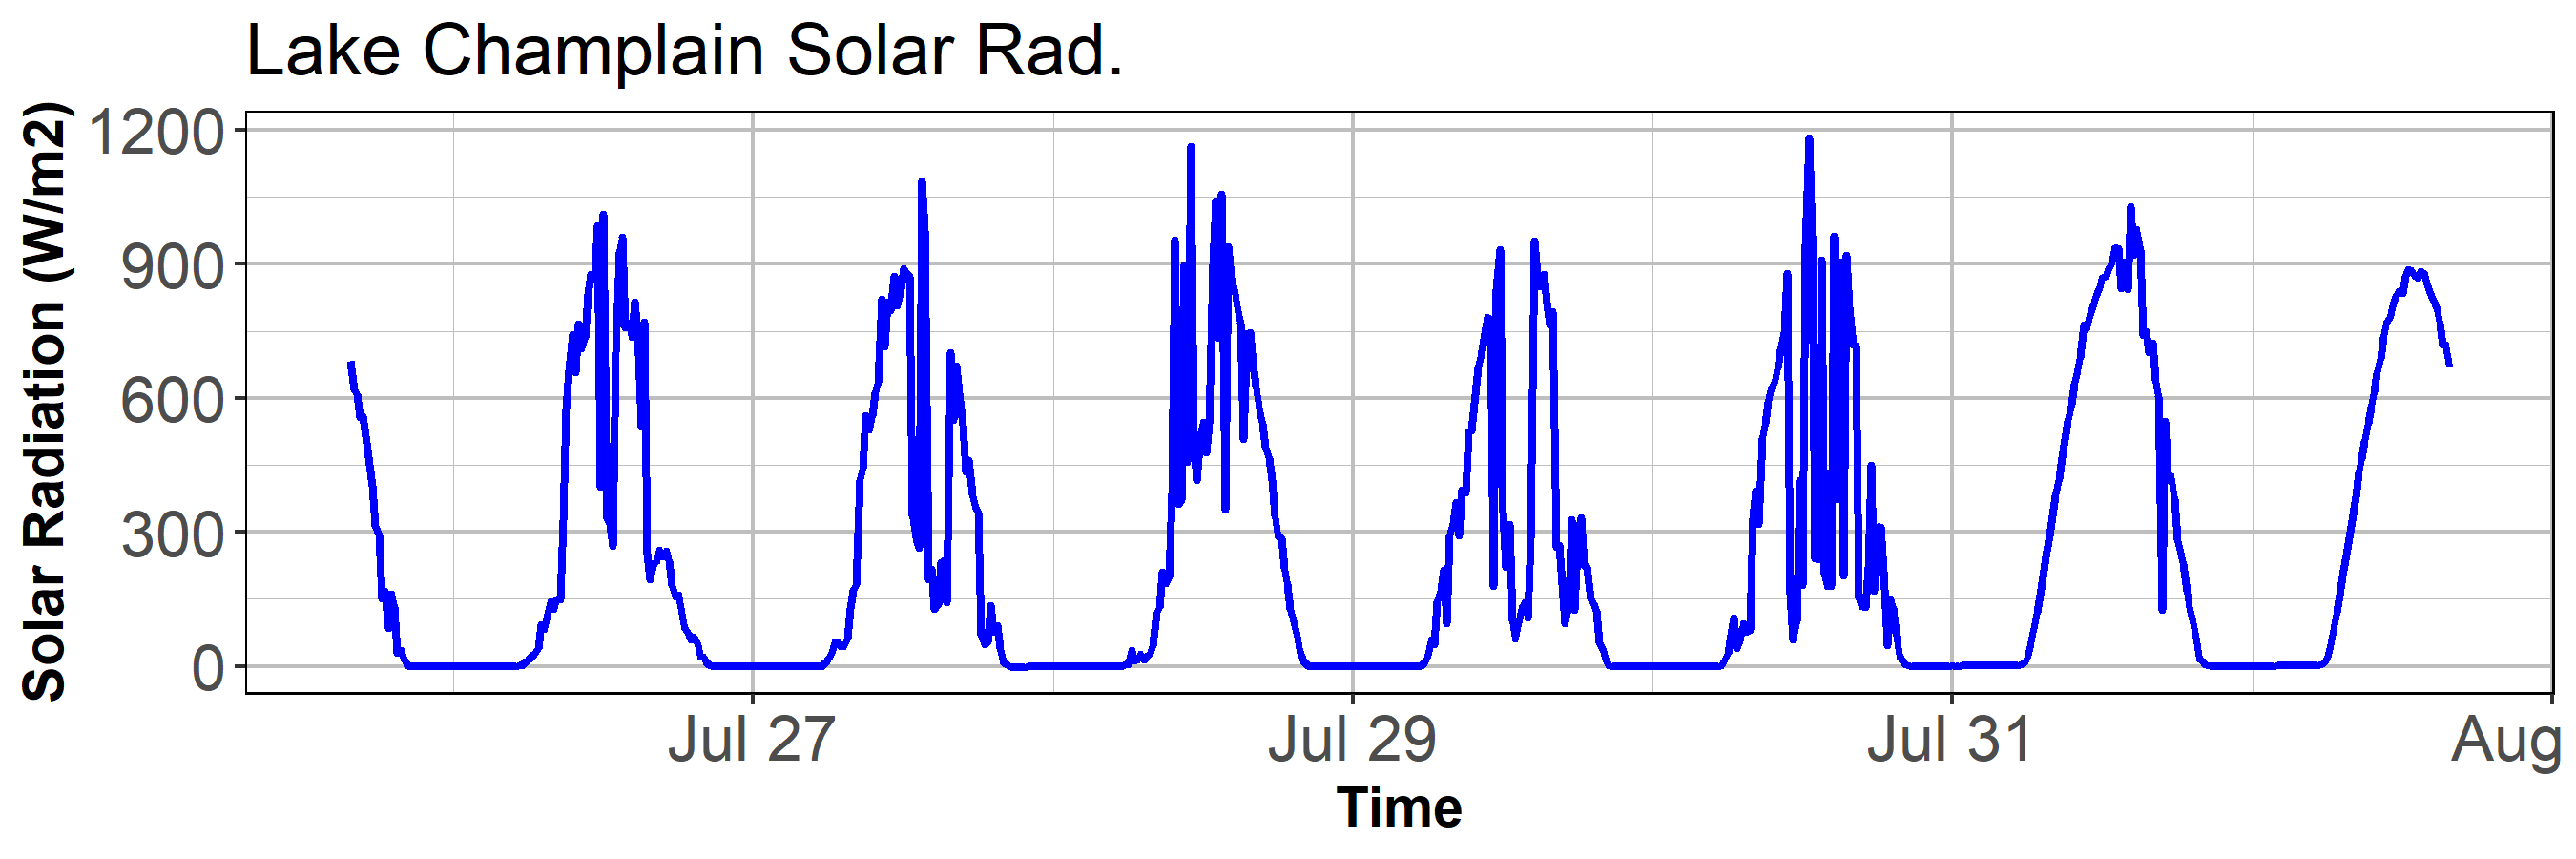 Lake Champlain Solar Rad.
Solar Radiation (W/m2)
1200
900
600
300
0
Jul 27
Jul 29
Jul 31
Aug
Time